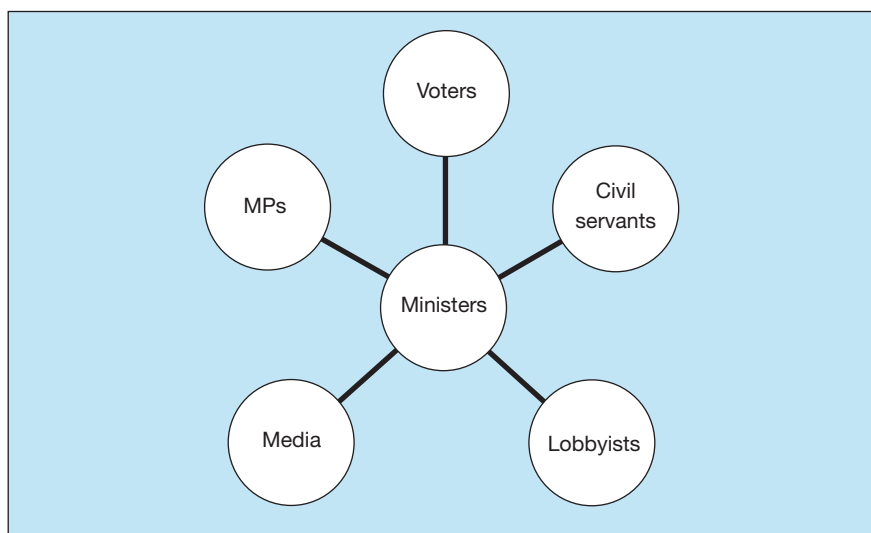 Voters
MPs
Civil
servants
Ministers
Media
Lobbyists